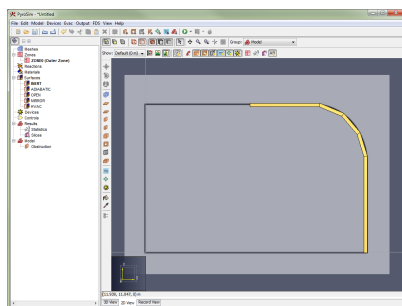 PyroSim - "Untitled
File Edit Model Devices Evac Output FDS View Help
Group: Model
Show: Default (0 m)
Meshes
Zones
ZONE0 (Outer Zone)
Reactions
Materials
Surfaces
INERT
ADIABATIC
OPEN
MIRROR
HVAC
Devices
Controls
Results
Statistics
Slices
Model
Obstruction
3D View 2D View Record View